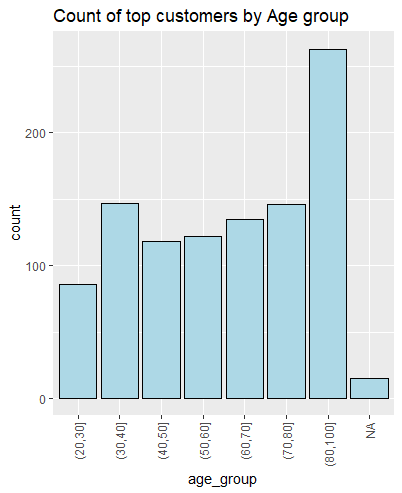 Count of top customers by Age group
count
200
100
0
(20,30]
(30,40]
(40,50]
(50,60]
(60,70]
(70,80]
(80,100]
NA
age_group